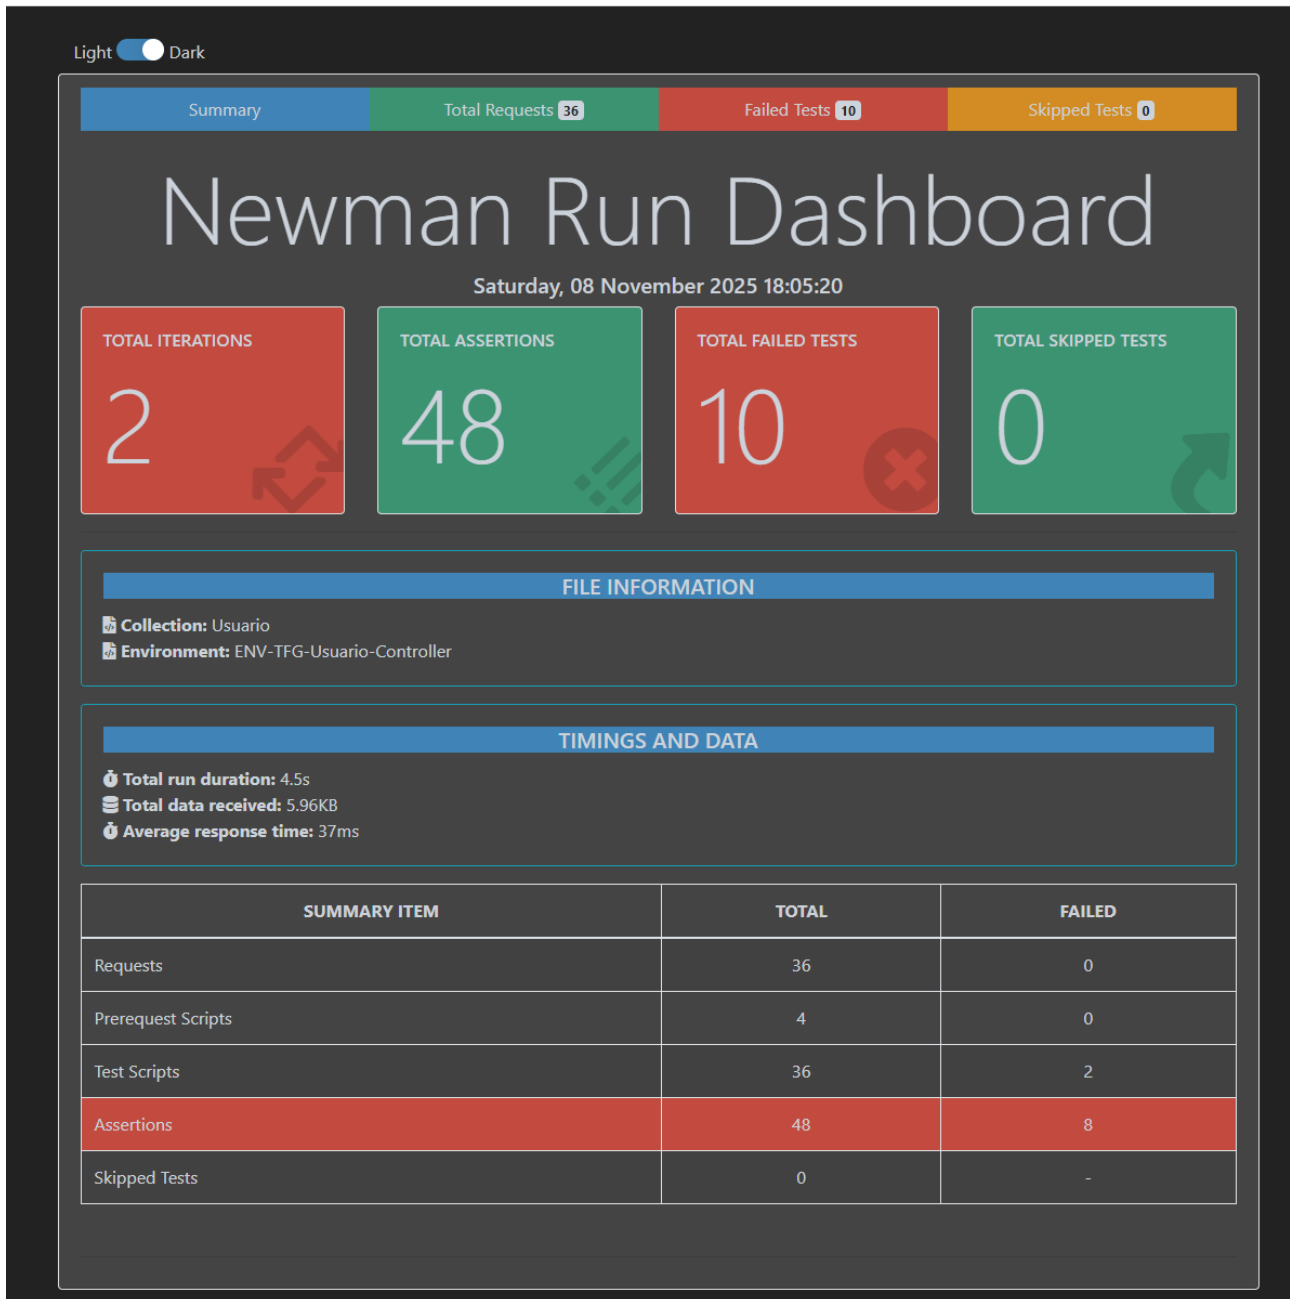 Light Dark
Summary Total Requests 36 Failed Tests 10 Skipped Tests 0
Newman Run Dashboard
Saturday, 08 November 2025 18:05:20
TOTAL ITERATIONS TOTAL ASSERTIONS TOTAL FAILED TESTS TOTAL SKIPPED TESTS
2 48 10 0
FILE INFORMATION
Collection: Usuario
Environment: ENV-TFG-Usuario-Controller
TIMINGS AND DATA
Total run duration: 4.5s
Total data received: 5.96KB
Average response time: 37ms
SUMMARY ITEM TOTAL FAILED
Requests 36 0
Prerequest Scripts 4 0
Test Scripts 36 2
Assertions 48 8
Skipped Tests 0 -